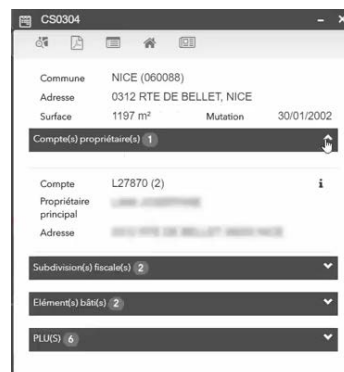 CS0304
Commune NICE (060088)
Adresse 0312 RTE DE BELLET, NICE
Surface 1197 m² Mutation 30/01/2002
Compte(s) propriétaire(s) 1
Compte L27870 (2) i
Propriétaire
principal
Adresse
Subdivision(s) fiscale(s) 2
Elément(s) bâti(s) 2
PLU(S) 6